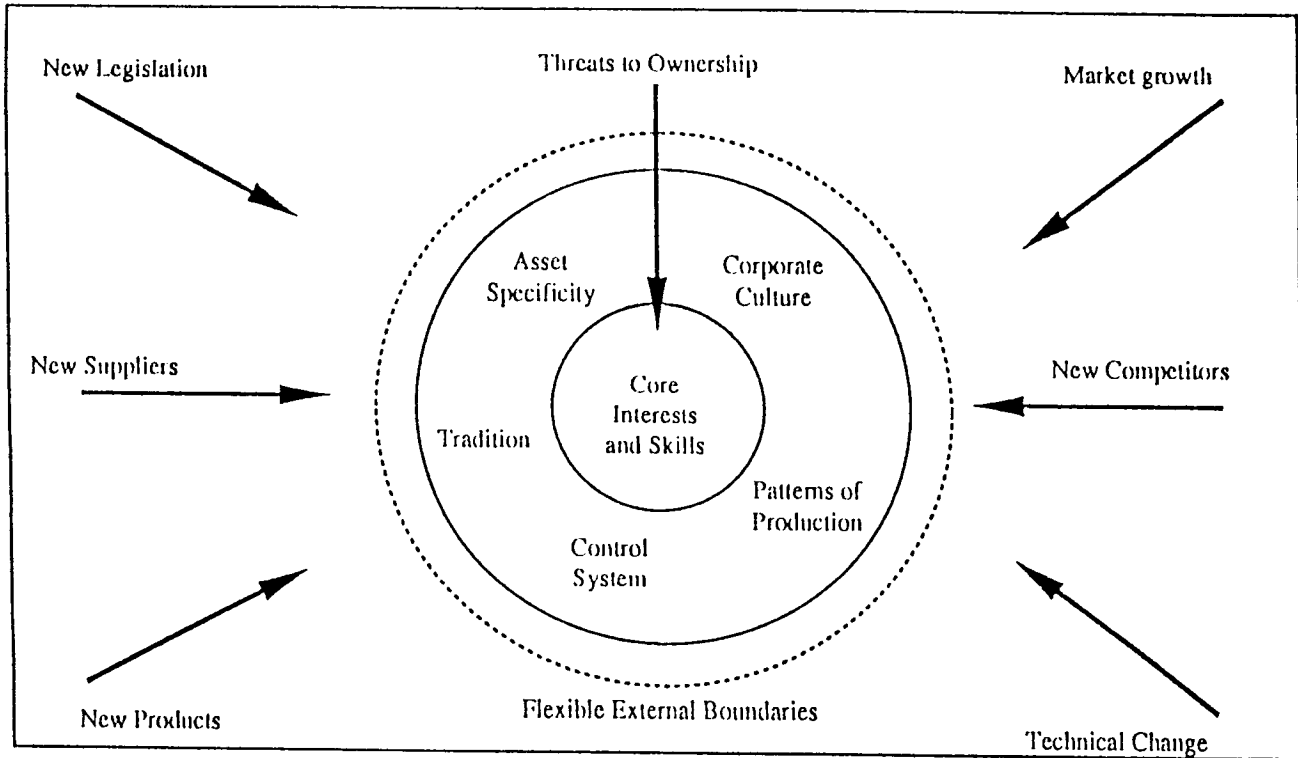 New Legislation
Threats to Ownership
Market growth
Asset
Specificity
Corporate
Culture
New Suppliers
Core
Interests
and Skills
New Competitors
Tradition
Patterns of
Production
Control
System
New Products
Flexible External Boundaries
Technical Change